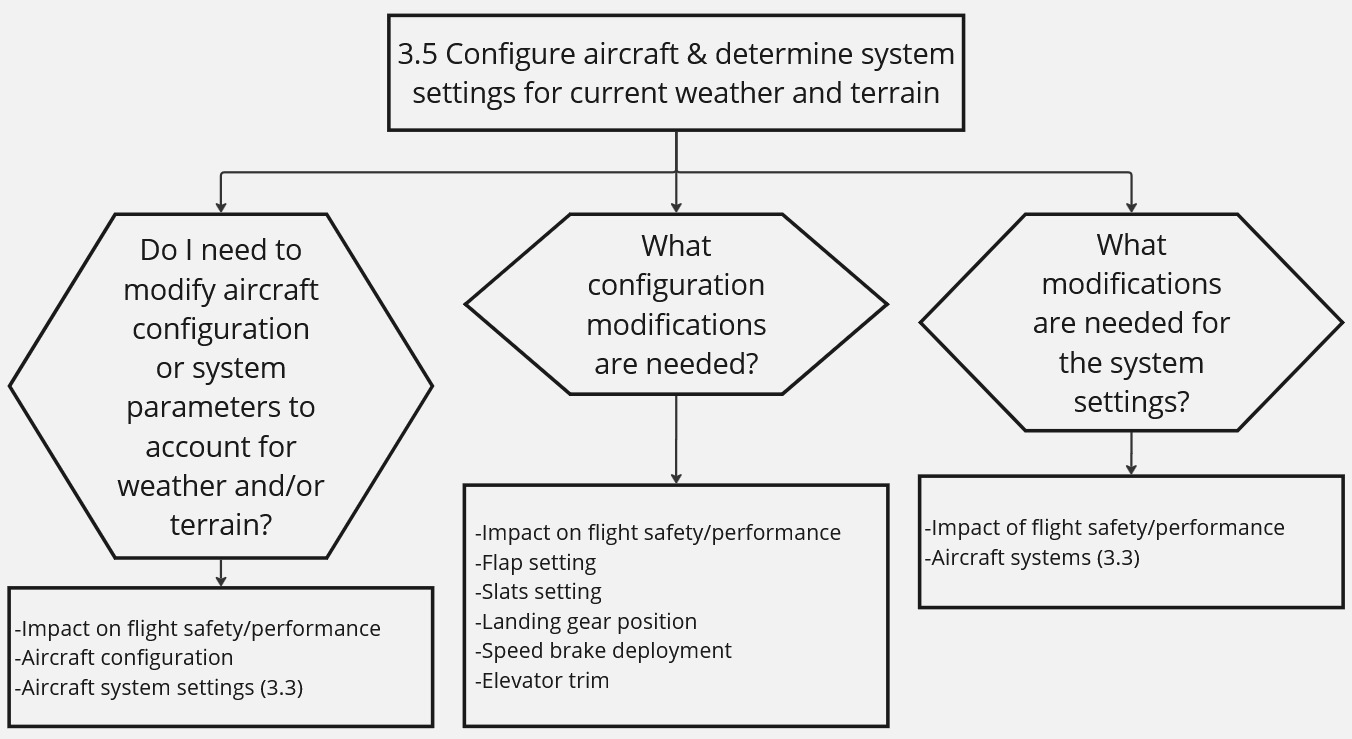 3.5 Configure aircraft & determine system
settings for current weather and terrain
Do I need to
modify aircraft
configuration
or system
parameters to
account for
weather and/or
terrain?
-Impact on flight safety/performance
-Aircraft configuration
-Aircraft system settings (3.3)
What
configuration
modifications
are needed?
-Impact on flight safety/performance
-Flap setting
-Slats setting
-Landing gear position
-Speed brake deployment
-Elevator trim
What
modifications
are needed for
the system
settings?
-Impact of flight safety/performance
-Aircraft systems (3.3)